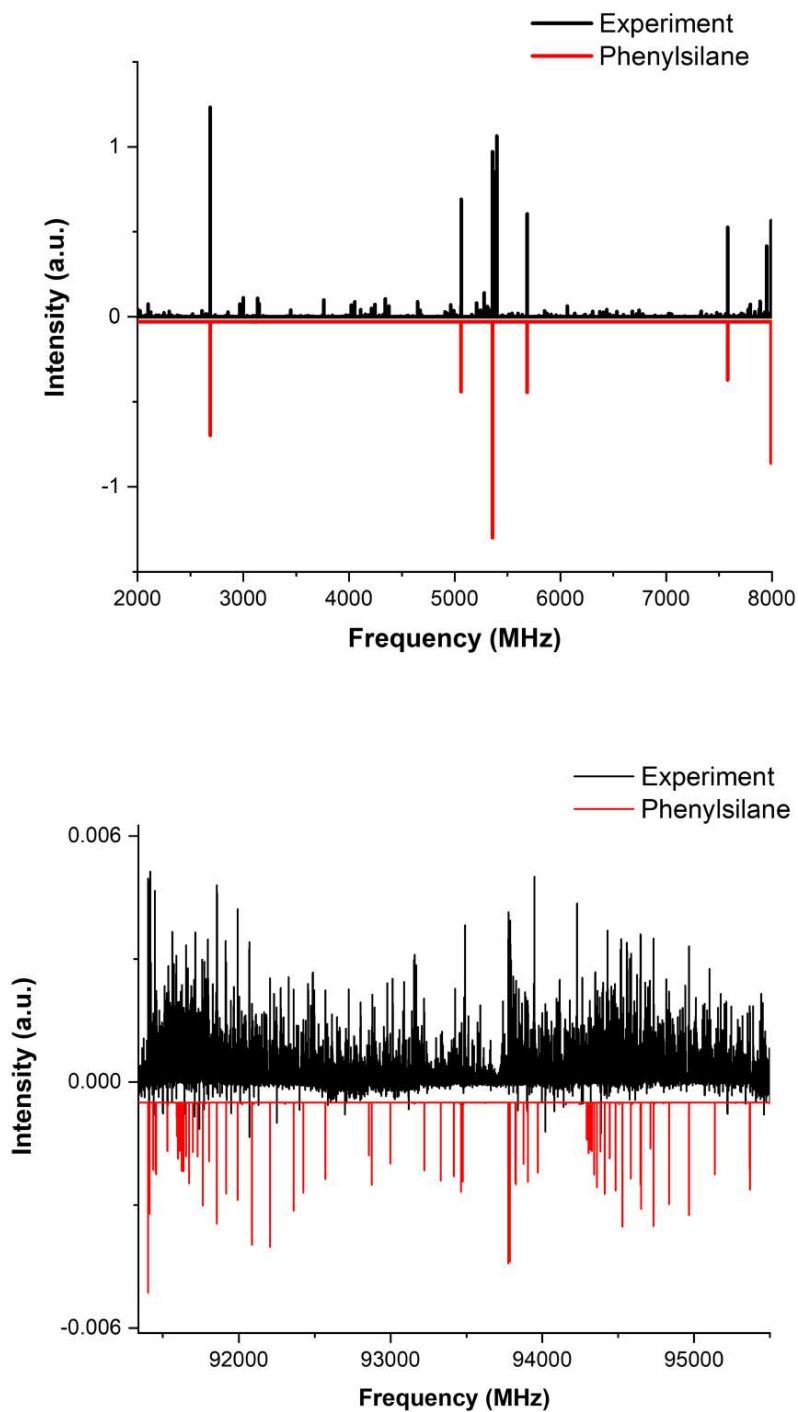 Experiment
Phenylsilane
1
0
-1
Intensity (a.u.)
2000 3000 4000 5000 6000 7000 8000
Frequency (MHz)
Experiment
Phenylsilane
0.006
0.000
-0.006
Intensity (a.u.)
92000 93000 94000 95000
Frequency (MHz)